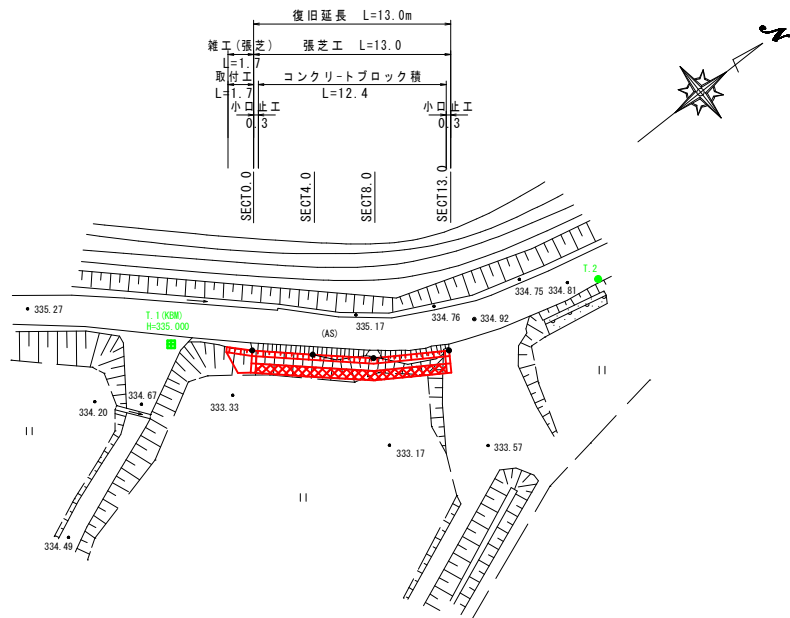 復旧延長 L=13.0m
雑工(張芝) 張芝工 L=13.0
L=1.7
取付工 コンクリートブロック積
L=1.7 L=12.4
小口止工 小口止工
0.3 0.3
SECT0.0
SECT4.0
SECT8.0
SECT13.0
T.2
334.75 334.81
335.27
T.1(KBM)
H=335.000
335.17
334.76
334.92
(AS)
333.33
334.20
334.67
333.17
333.57
334.49